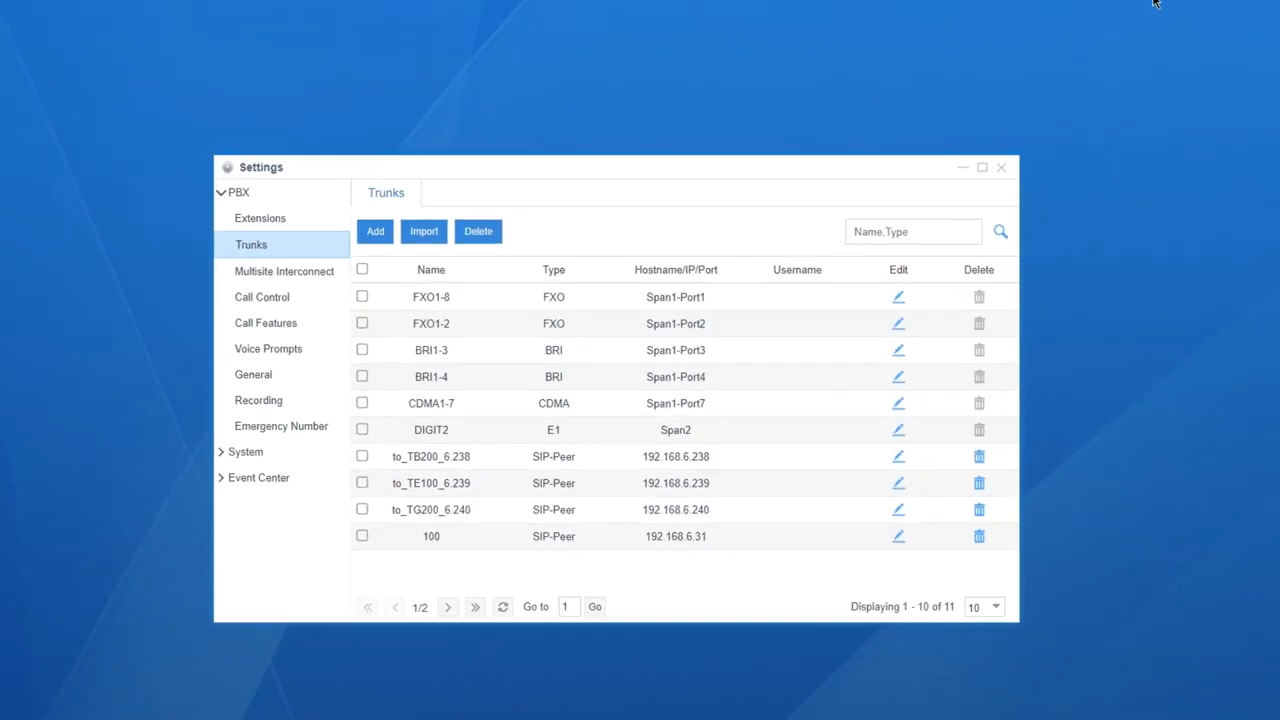 Settings
PBX
Extensions
Trunks
Multisite Interconnect
Call Control
Call Features
Voice Prompts
General
Recording
Emergency Number
System
Event Center
Trunks
Add Import Delete
Name,Type
Name Type Hostname/IP/Port Username Edit Delete
FXO1-8 FXO Span1-Port1
FXO1-2 FXO Span1-Port2
BRI1-3 BRI Span1-Port3
BRI1-4 BRI Span1-Port4
CDMA1-7 CDMA Span1-Port7
DIGIT2 E1 Span2
to_TB200_6.238 SIP-Peer 192.168.6.238
to_TE100_6.239 SIP-Peer 192.168.6.239
to_TG200_6.240 SIP-Peer 192.168.6.240
100 SIP-Peer 192.168.6.31
1/2 Go to 1 Go Displaying 1 - 10 of 11 10